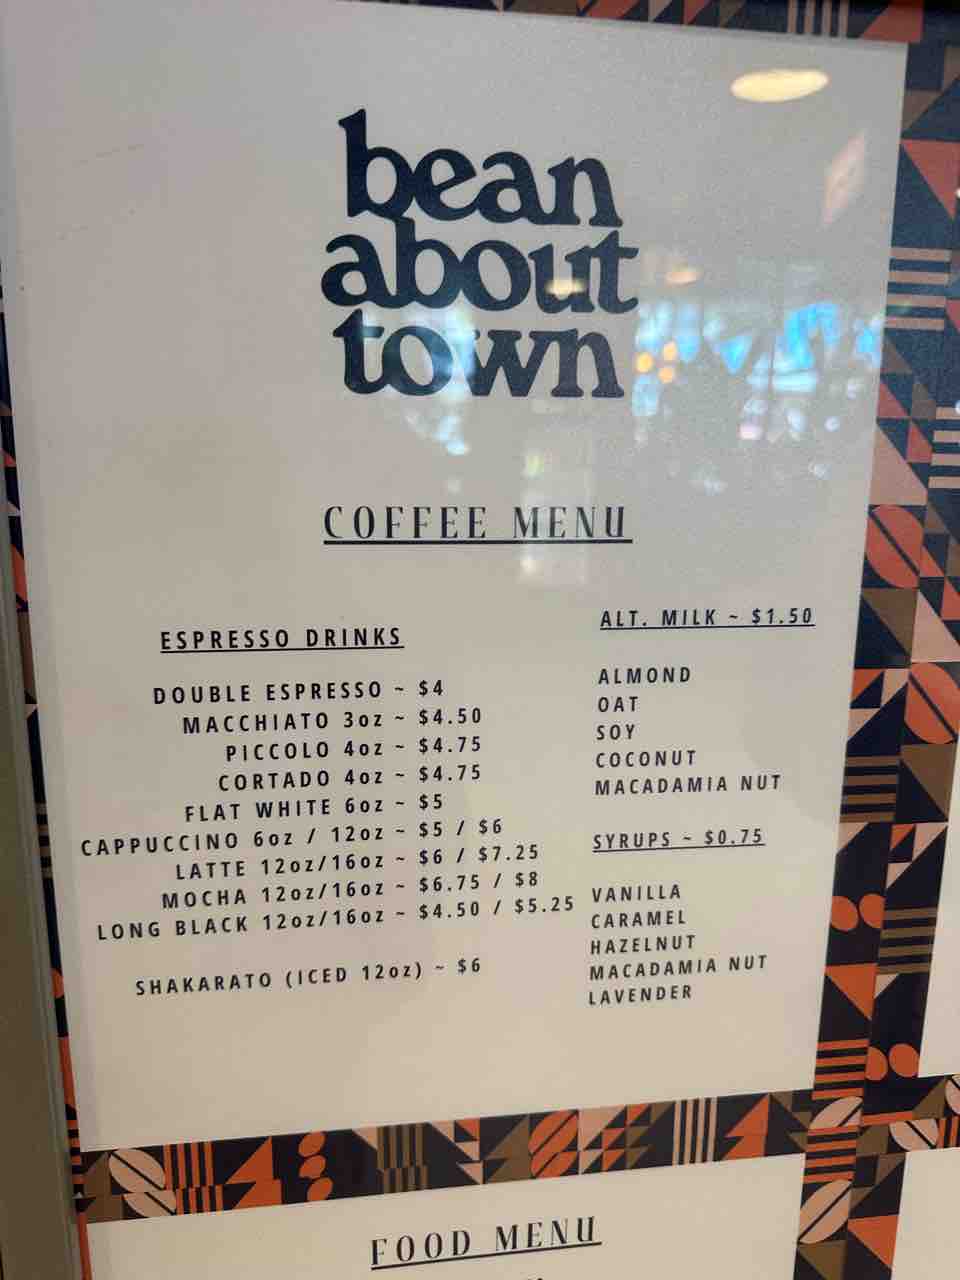 bean
about
town
COFFEE MENU
ESPRESSO DRINKS
DOUBLE ESPRESSO ~ $4
MACCHIATO 3oz ~ $4.50
PICCOLO 4oz ~ $4.75
CORTADO 4oz ~ $4.75
FLAT WHITE 6oz ~ $5
CAPPUCCINO 6oz / 12oz ~ $5 / $6
LATTE 12oz/16oz ~ $6 / $7.25
MOCHA 12oz/16oz ~ $6.75 / $8
LONG BLACK 12oz/16oz ~ $4.50 / $5.25
SHAKARATO (ICED 12oz) ~ $6
ALT. MILK ~ $1.50
ALMOND
OAT
SOY
COCONUT
MACADAMIA NUT
SYRUPS ~ $0.75
VANILLA
CARAMEL
HAZELNUT
MACADAMIA NUT
LAVENDER
FOOD MENU